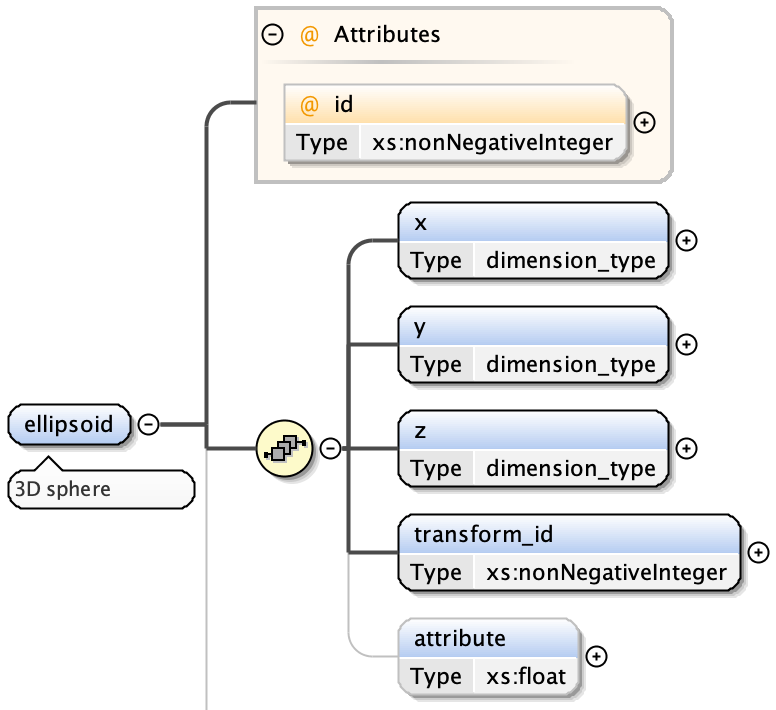 @ Attributes
@ id
Type xs:nonNegativeInteger
x
Type dimension_type
y
Type dimension_type
ellipsoid
3D sphere
z
Type dimension_type
transform_id
Type xs:nonNegativeInteger
attribute
Type xs:float